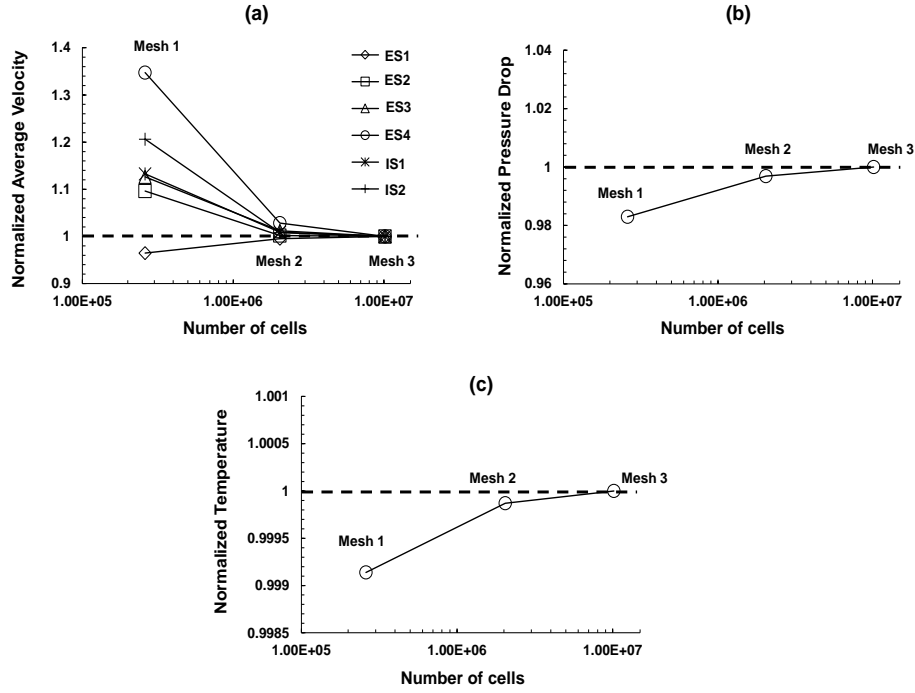 (a)
Normalized Average Velocity
1.4
1.3
1.2
1.1
1
0.9
Mesh 1
Mesh 2
Mesh 3
ES1
ES2
ES3
ES4
IS1
IS2
1.00E+05
1.00E+06
1.00E+07
Number of cells
(b)
Normalized Pressure Drop
1.04
1.02
1
0.98
0.96
Mesh 1
Mesh 2
Mesh 3
1.00E+05
1.00E+06
1.00E+07
Number of cells
(c)
Normalized Temperature
1.001
1.0005
1
0.9995
0.999
0.9985
Mesh 1
Mesh 2
Mesh 3
1.00E+05
1.00E+06
1.00E+07
Number of cells